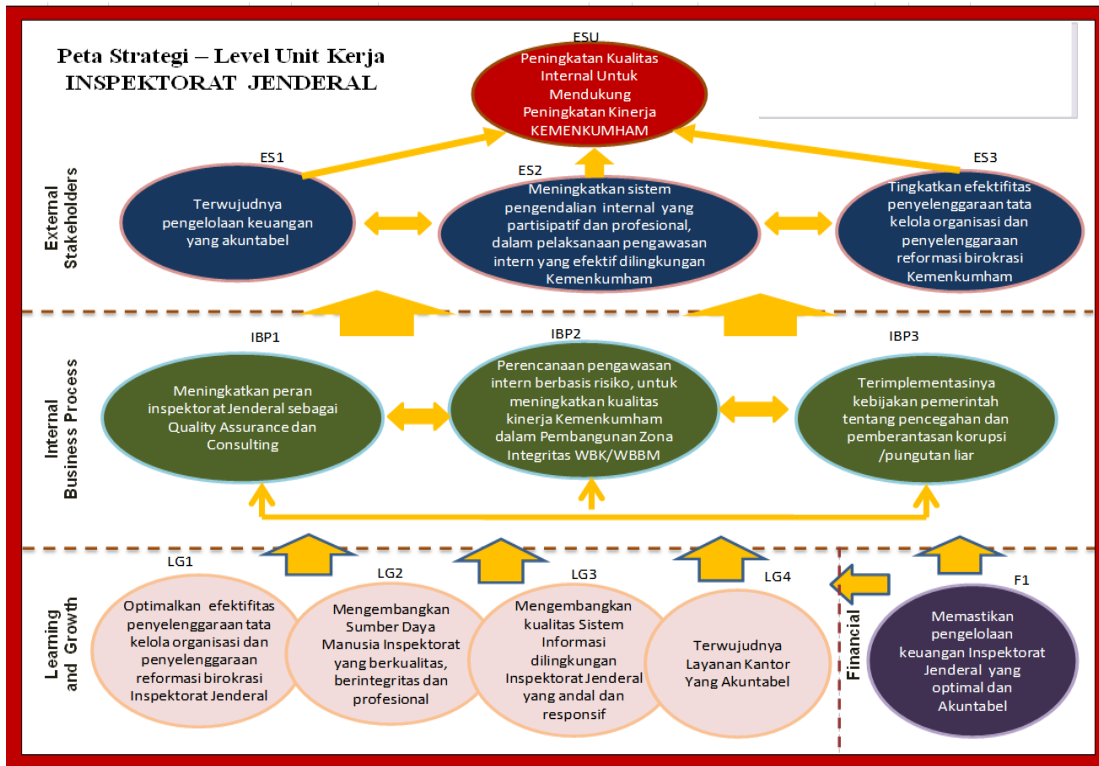 Peta Strategi – Level Unit Kerja
INSPEKTORAT JENDERAL
ESU
Peningkatan Kualitas
Internal Untuk
Mendukung
Peningkatan Kinerja
KEMENKUMHAM
External
Stakeholders
ES1
Terwujudnya
pengelolaan keuangan
yang akuntabel
ES2
Meningkatkan sistem
pengendalian internal yang
partisipatif dan profesional,
dalam pelaksanaan pengawasan
intern yang efektif dilingkungan
Kemenkumham
ES3
Tingkatkan efektifitas
penyelenggaraan tata
kelola organisasi dan
penyelenggaraan
reformasi birokrasi
Kemenkumham
Internal
Business Process
IBP1
Meningkatkan peran
inspektorat Jenderal sebagai
Quality Assurance dan
Consulting
IBP2
Perencanaan pengawasan
intern berbasis risiko, untuk
meningkatkan kualitas
kinerja Kemenkumham
dalam Pembangunan Zona
Integritas WBK/WBBM
IBP3
Terimplementasinya
kebijakan pemerintah
tentang pencegahan dan
pemberantasan korupsi
/pungutan liar
Learning
and Growth
LG1
Optimalkan efektifitas
penyelenggaraan tata
kelola organisasi dan
penyelenggaraan
reformasi birokrasi
Inspektorat Jenderal
LG2
Mengembangkan
Sumber Daya
Manusia Inspektorat
yang berkualitas,
berintegritas dan
profesional
LG3
Mengembangkan
kualitas Sistem
Informasi
dilingkungan
Inspektorat Jenderal
yang andal dan
responsif
LG4
Terwujudnya
Layanan Kantor
Yang Akuntabel
Financial
F1
Memastikan
pengelolaan
keuangan Inspektorat
Jenderal yang
optimal dan
Akuntabel